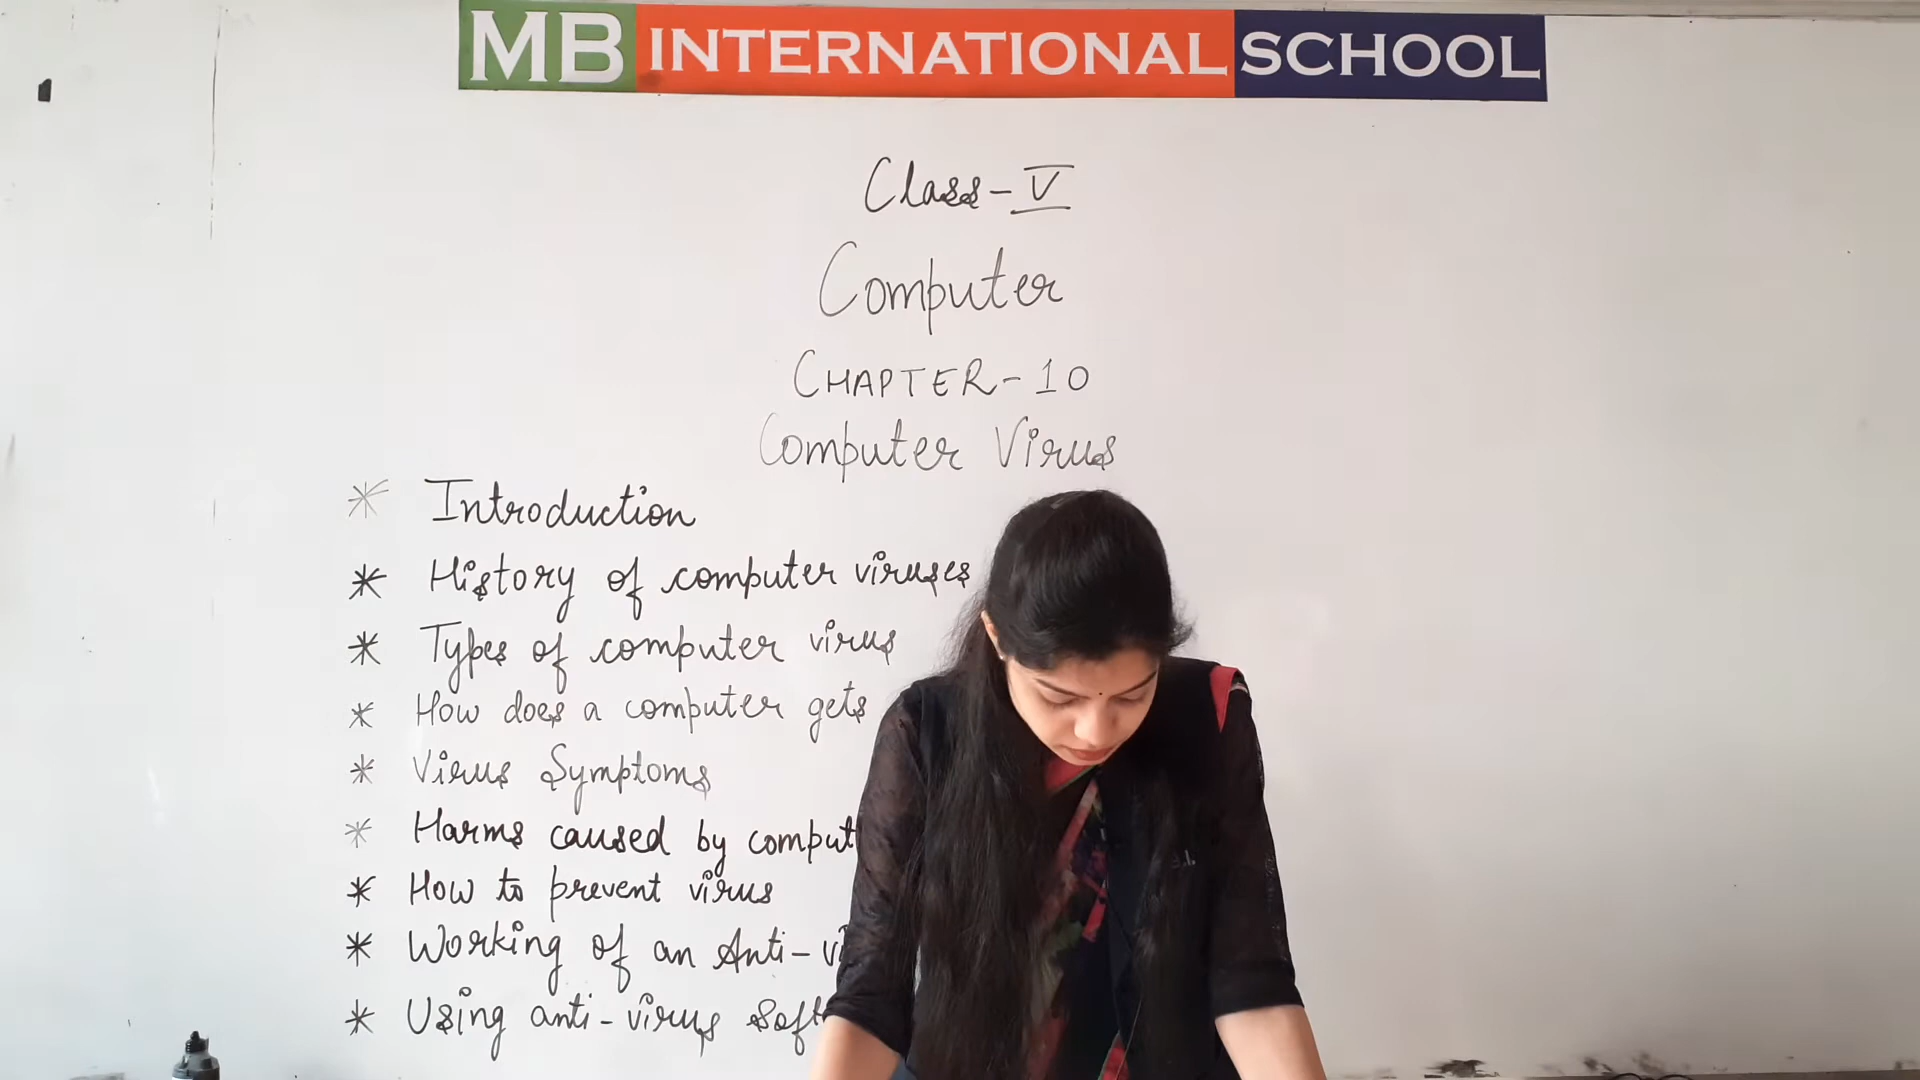 MB INTERNATIONAL SCHOOL
Class - V
Computer
CHAPTER - 10
Computer Virus
* Introduction
* History of computer viruses
* Types of computer virus
* How does a computer gets
* Virus Symptoms
* Harms caused by comput
* How to prevent virus
* Working of an Anti-vi
* Using anti-virus soft